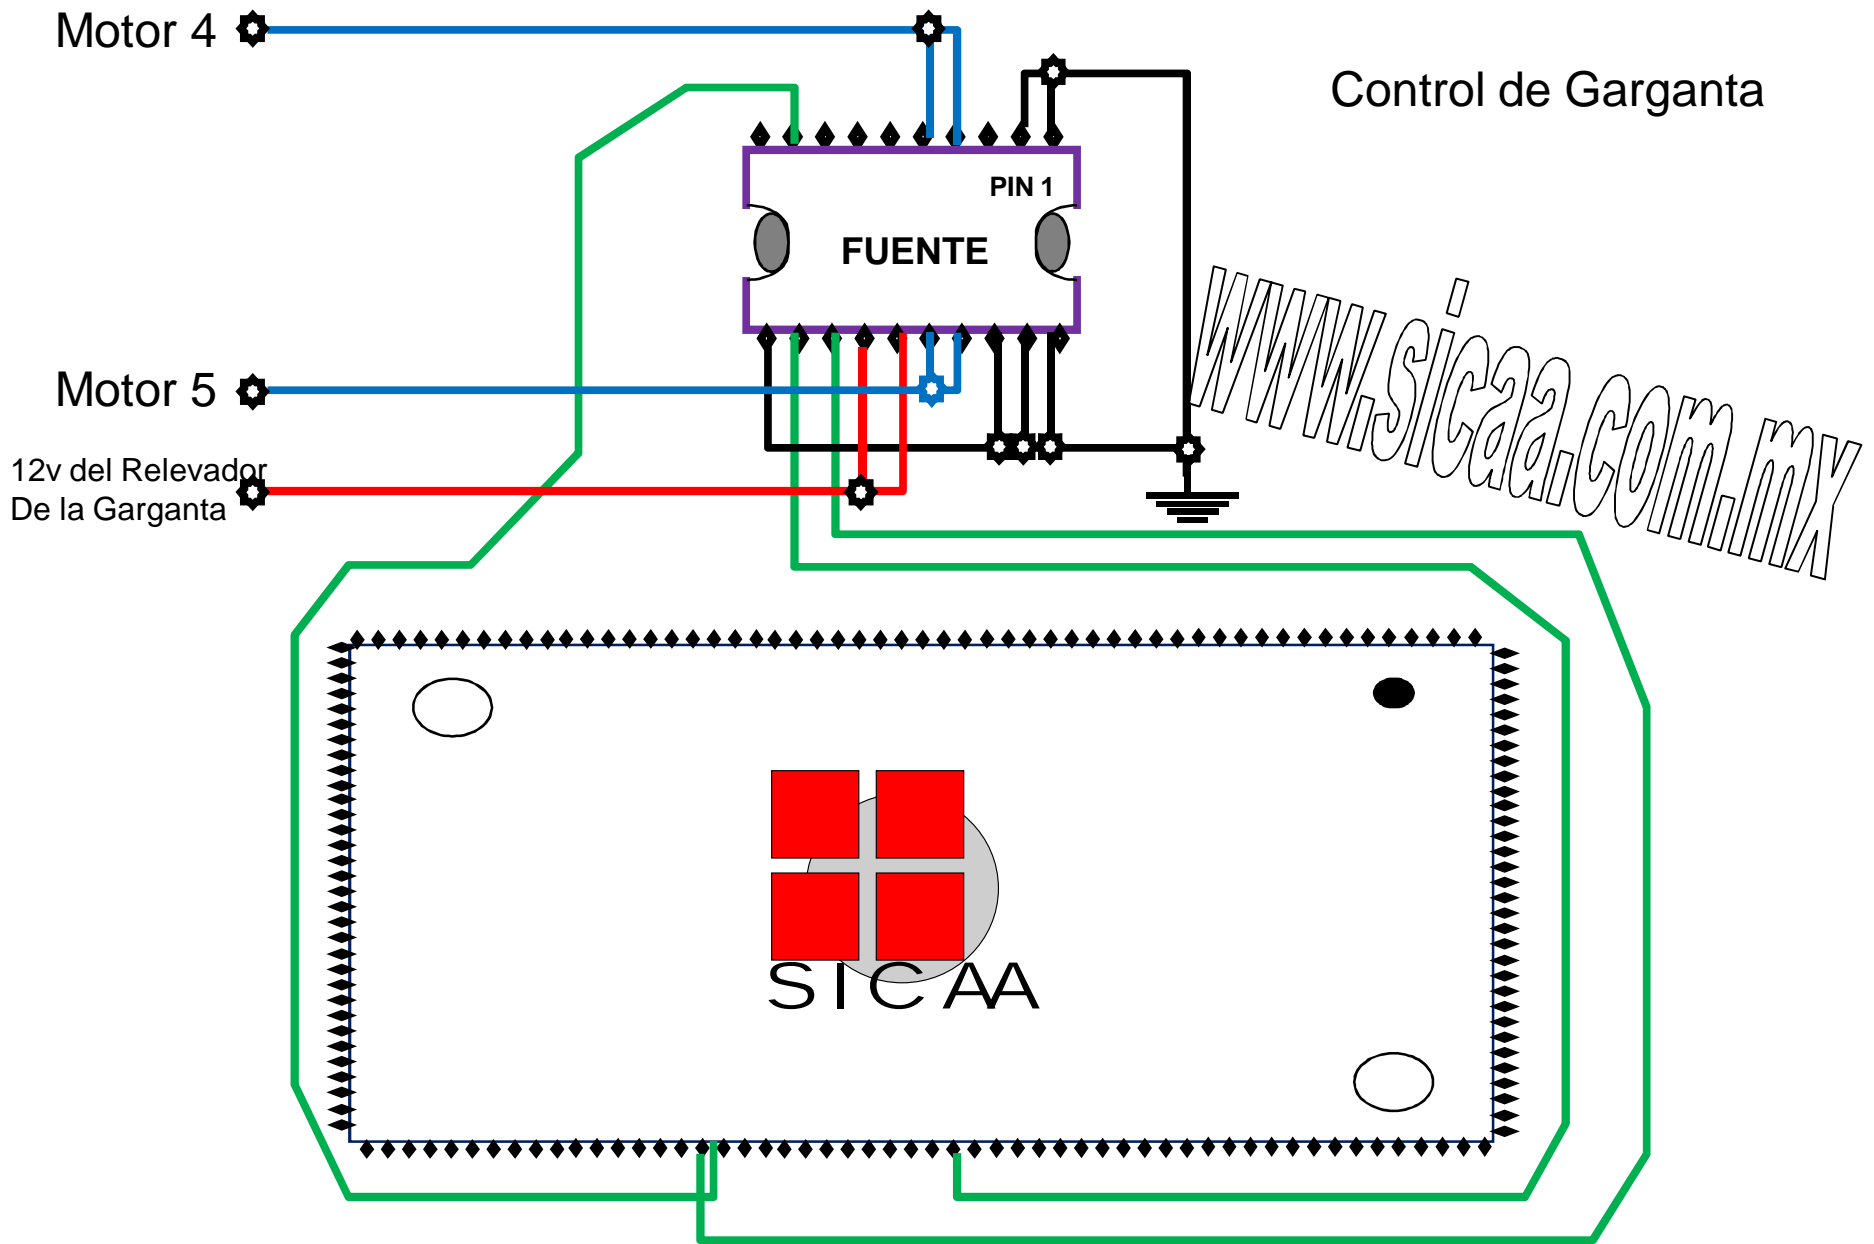 Motor 4
Control de Garganta
PIN 1
FUENTE
www.sicaa.com.mx
Motor 5
12v del Relevador
De la Garganta
SICAA